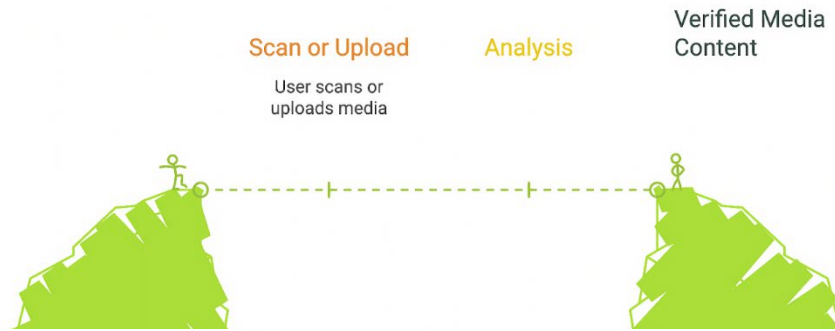 Scan or Upload
User scans or
uploads media
Analysis
Verified Media
Content